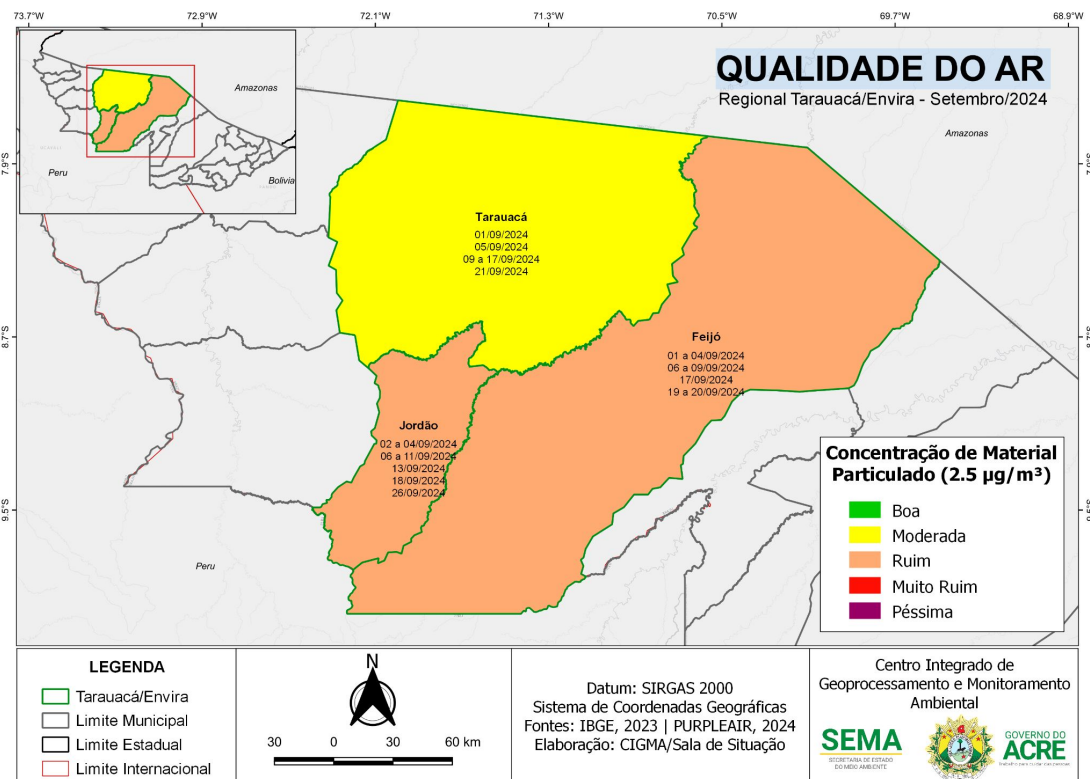 73.7°W 72.9°W 72.1°W 71.3°W 70.5°W 69.7°W 68.9°W
QUALIDADE DO AR
Regional Tarauacá/Envira - Setembro/2024
Amazonas
Peru
Bolivia
Amazonas
7.9°S
7.9°S
8.7°S
8.7°S
9.5°S
9.5°S
Tarauacá
01/09/2024
05/09/2024
09 a 17/09/2024
21/09/2024
Feijó
01 a 04/09/2024
06 a 09/09/2024
17/09/2024
19 a 20/09/2024
Jordão
02 a 04/09/2024
06 a 11/09/2024
13/09/2024
18/09/2024
26/09/2024
Peru
Concentração de Material
Particulado (2.5 µg/m³)
Boa
Moderada
Ruim
Muito Ruim
Péssima
LEGENDA
Tarauacá/Envira
Limite Municipal
Limite Estadual
Limite Internacional
N
30 0 30 60 km
Datum: SIRGAS 2000
Sistema de Coordenadas Geográficas
Fontes: IBGE, 2023 | PURPLEAIR, 2024
Elaboração: CIGMA/Sala de Situação
Centro Integrado de
Geoprocessamento e Monitoramento
Ambiental
SEMA
SECRETARIA DE ESTADO
DO MEIO AMBIENTE
GOVERNO DO
ACRE